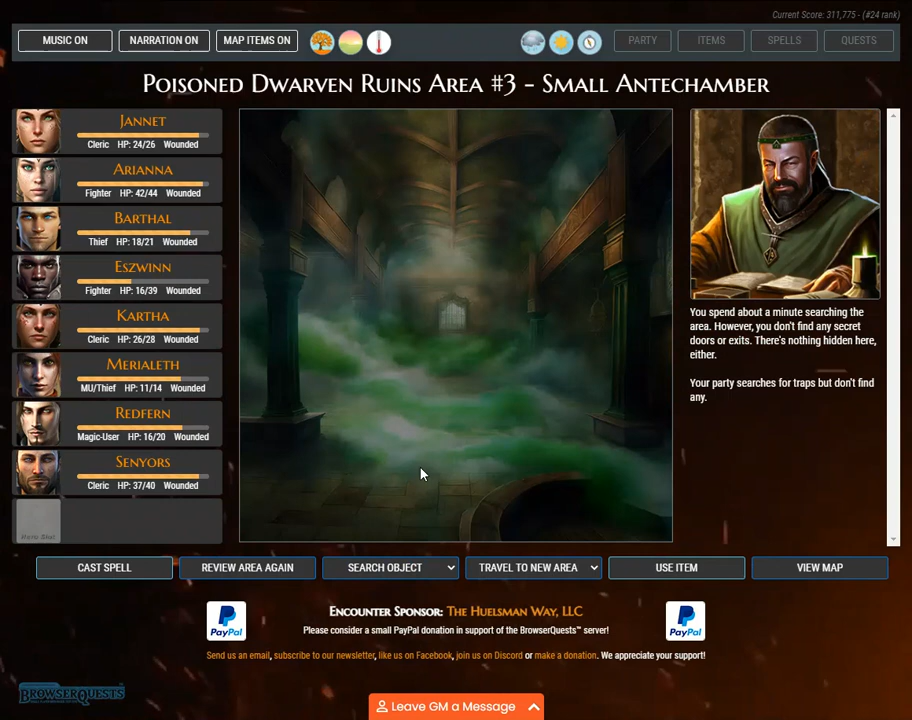 Current Score: 311,775 - (#24 rank)
MUSIC ON
NARRATION ON
MAP ITEMS ON
PARTY
ITEMS
SPELLS
QUESTS
Poisoned Dwarven Ruins Area #3 - Small Antechamber
Jannet
Cleric HP: 24/26 Wounded
Arianna
Fighter HP: 42/44 Wounded
Barthal
Thief HP: 18/21 Wounded
Eszwinn
Fighter HP: 16/39 Wounded
Kartha
Cleric HP: 26/28 Wounded
Merialeth
MU/Thief HP: 11/14 Wounded
Redfern
Magic-User HP: 16/20 Wounded
Senyors
Cleric HP: 37/40 Wounded
You spend about a minute searching the
area. However, you don't find any secret
doors or exits. There's nothing hidden here,
either.
Your party searches for traps but don't find
any.
CAST SPELL
REVIEW AREA AGAIN
SEARCH OBJECT
TRAVEL TO NEW AREA
USE ITEM
VIEW MAP
PayPal
Encounter Sponsor: The Huelsman Way, LLC
Please consider a small PayPal donation in support of the BrowserQuests™ server!
PayPal
Send us an email, subscribe to our newsletter, like us on Facebook, join us on Discord or make a donation. We appreciate your support!
BrowserQuests
Leave GM a Message